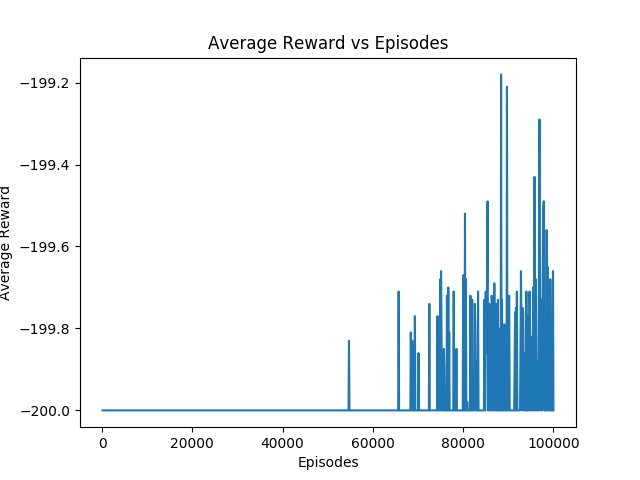 Average Reward vs Episodes
Average Reward
−199.2
−199.4
−199.6
−199.8
−200.0
0 20000 40000 60000 80000 100000
Episodes